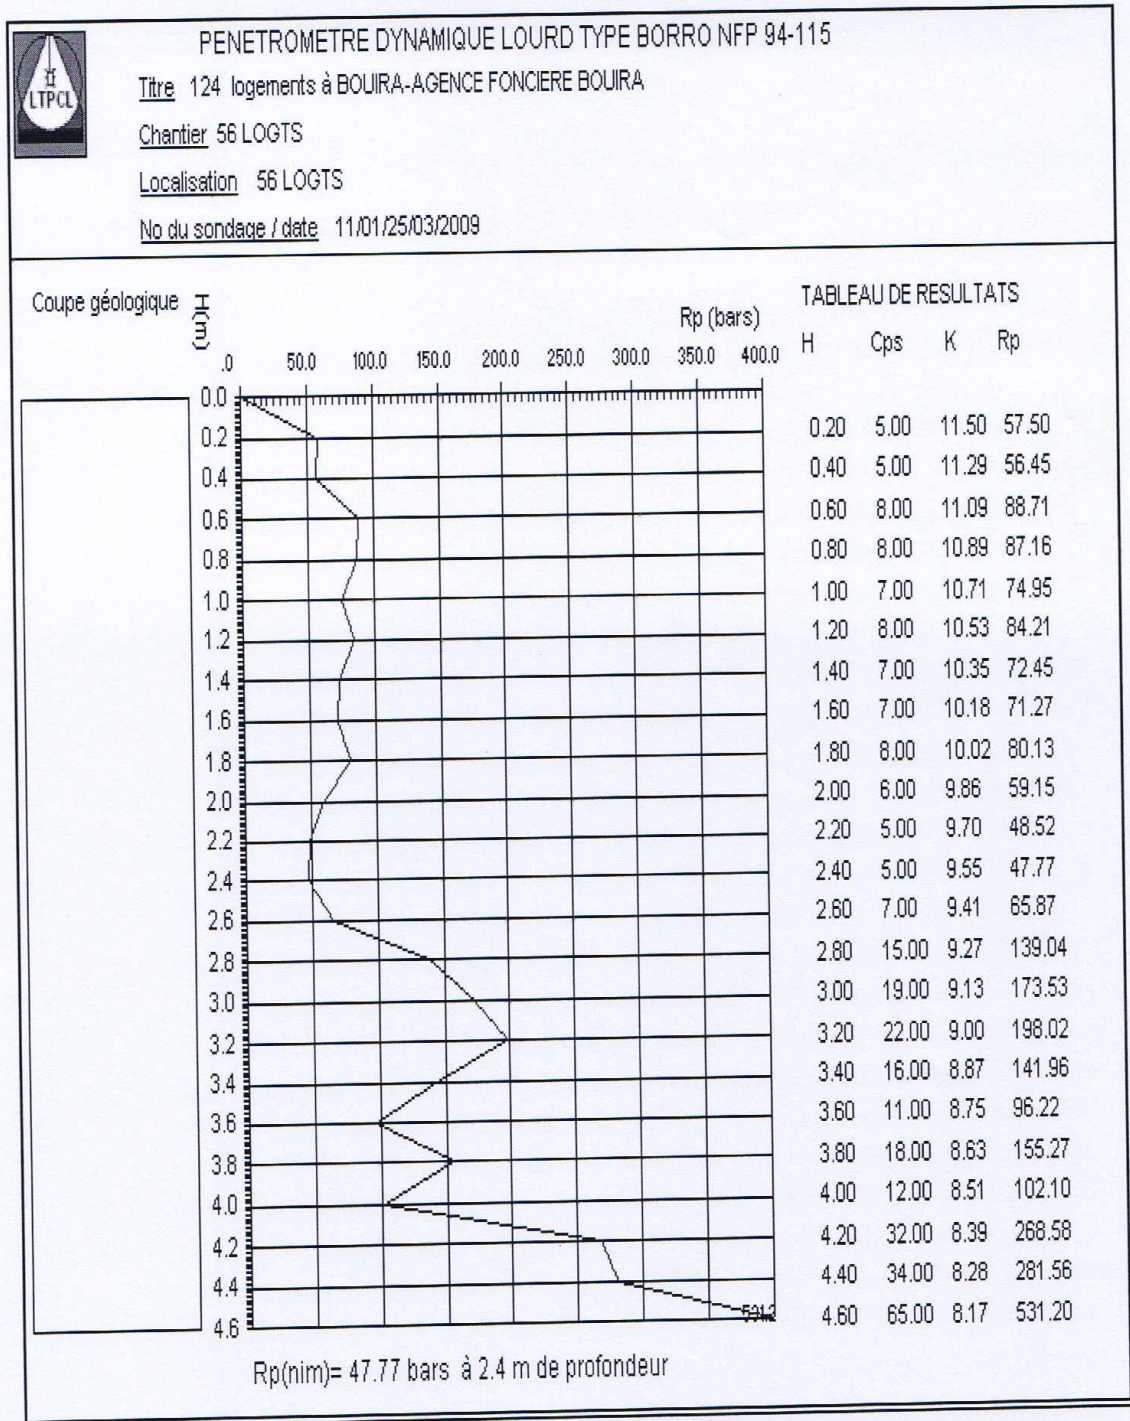 PENETROMETRE DYNAMIQUE LOURD TYPE BORRO NFP 94-115
LTPCL
Titre 124 logements à BOUIRA-AGENCE FONCIERE BOUIRA
Chantier 56 LOGTS
Localisation 56 LOGTS
No du sondage / date 11/01/25/03/2009
Coupe géologique
H(m)
Rp (bars)
.0 50.0 100.0 150.0 200.0 250.0 300.0 350.0 400.0
0.0
0.2
0.4
0.6
0.8
1.0
1.2
1.4
1.6
1.8
2.0
2.2
2.4
2.6
2.8
3.0
3.2
3.4
3.6
3.8
4.0
4.2
4.4
4.6
531.2
TABLEAU DE RESULTATS
H Cps K Rp
0.20 5.00 11.50 57.50
0.40 5.00 11.29 56.45
0.60 8.00 11.09 88.71
0.80 8.00 10.89 87.16
1.00 7.00 10.71 74.95
1.20 8.00 10.53 84.21
1.40 7.00 10.35 72.45
1.60 7.00 10.18 71.27
1.80 8.00 10.02 80.13
2.00 6.00 9.86 59.15
2.20 5.00 9.70 48.52
2.40 5.00 9.55 47.77
2.60 7.00 9.41 65.87
2.80 15.00 9.27 139.04
3.00 19.00 9.13 173.53
3.20 22.00 9.00 198.02
3.40 16.00 8.87 141.96
3.60 11.00 8.75 96.22
3.80 18.00 8.63 155.27
4.00 12.00 8.51 102.10
4.20 32.00 8.39 268.58
4.40 34.00 8.28 281.56
4.60 65.00 8.17 531.20
Rp(nim)= 47.77 bars à 2.4 m de profondeur